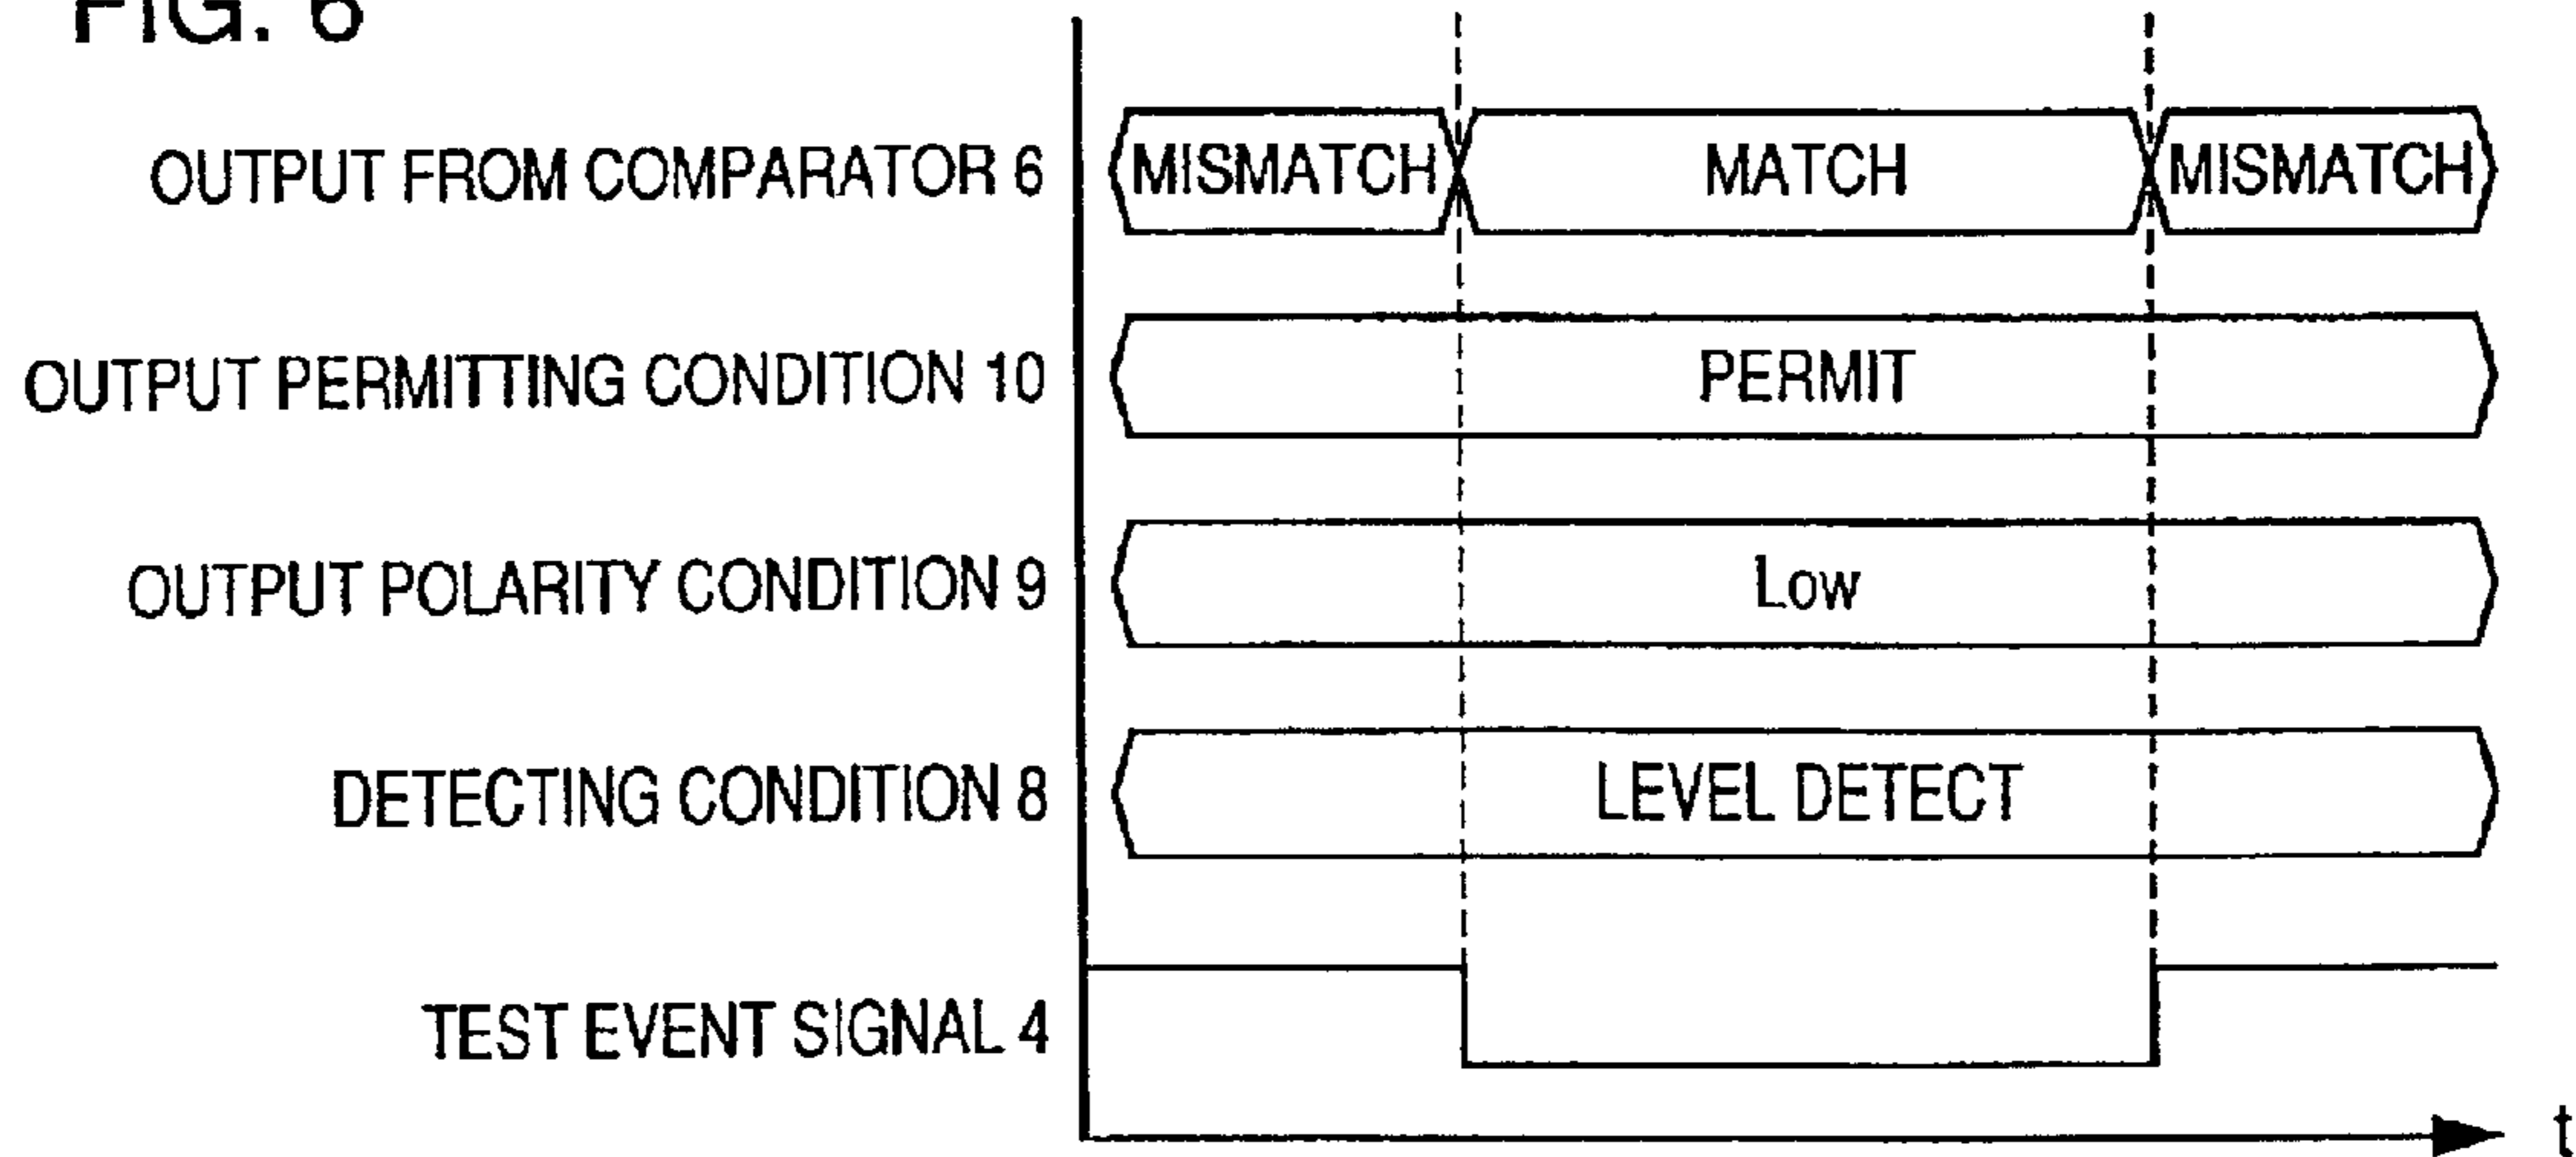 FIG. 6
OUTPUT FROM COMPARATOR 6 MISMATCH MATCH MISMATCH
OUTPUT PERMITTING CONDITION 10 PERMIT
OUTPUT POLARITY CONDITION 9 Low
DETECTING CONDITION 8 LEVEL DETECT
TEST EVENT SIGNAL 4
t